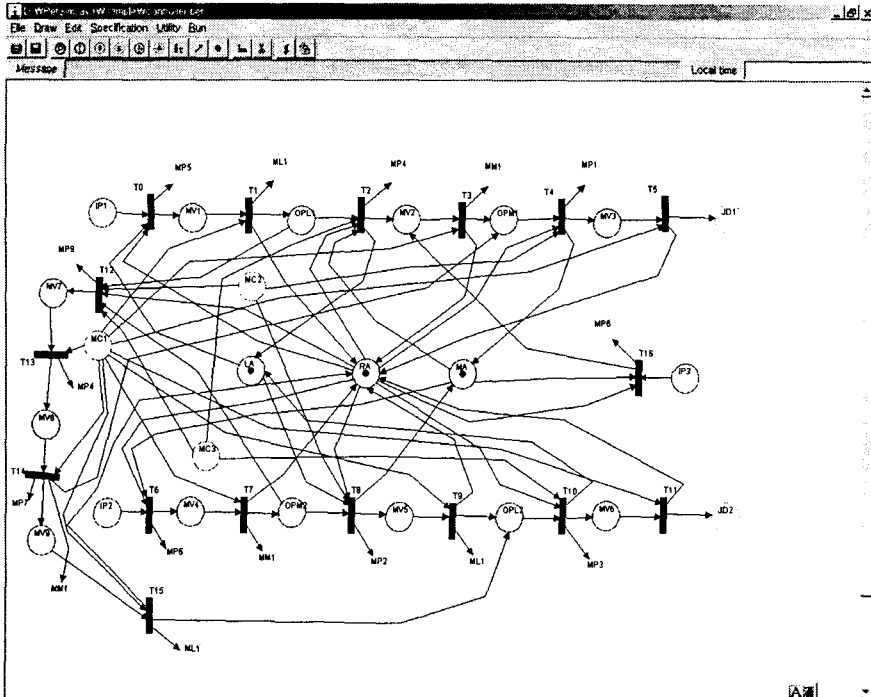 File Draw Edit Specification Utility Run
Message
Local time
MP5
ML1
MP4
MM1
MP1
T0
T1
T2
T3
T4
T5
IP1
MV1
OPL
MV2
OPM1
MV3
JD1
MP9
T12
MV7
MC2
MC1
T13
MP4
LA
RA
MA
MP6
T16
IP3
MV8
MC3
T14
MP7
MV9
MM1
T6
T7
T8
T9
T10
T11
IP2
MV4
OPM2
MV5
OPL2
MV6
JD2
MP6
MM1
MP2
ML1
MP3
T15
ML1